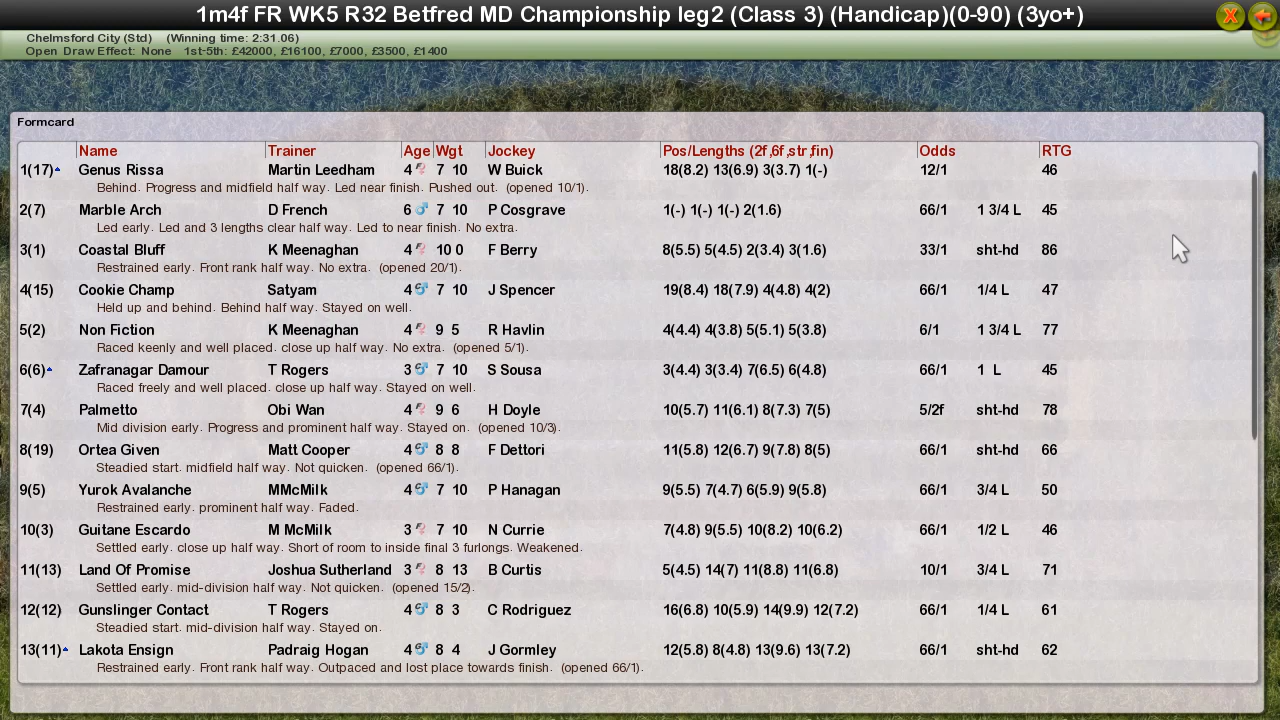 1m4f FR WK5 R32 Betfred MD Championship leg2 (Class 3) (Handicap)(0-90) (3yo+)
Chelmsford City (Std) (Winning time: 2:31.06)
Open Draw Effect: None 1st-5th: £42000, £16100, £7000, £3500, £1400
Formcard
Name Trainer Age Wgt Jockey Pos/Lengths (2f,6f,str,fin) Odds RTG
1(17) Genus Rissa Martin Leedham 4 7 10 W Buick 18(8.2) 13(6.9) 3(3.7) 1(-) 12/1 46
Behind. Progress and midfield half way. Led near finish. Pushed out. (opened 10/1).
2(7) Marble Arch D French 6 7 10 P Cosgrave 1(-) 1(-) 1(-) 2(1.6) 66/1 1 3/4 L 45
Led early. Led and 3 lengths clear half way. Led to near finish. No extra.
3(1) Coastal Bluff K Meenaghan 4 10 0 F Berry 8(5.5) 5(4.5) 2(3.4) 3(1.6) 33/1 sht-hd 86
Restrained early. Front rank half way. No extra. (opened 20/1).
4(15) Cookie Champ Satyam 4 7 10 J Spencer 19(8.4) 18(7.9) 4(4.8) 4(2) 66/1 1/4 L 47
Held up and behind. Behind half way. Stayed on well.
5(2) Non Fiction K Meenaghan 4 9 5 R Havlin 4(4.4) 4(3.8) 5(5.1) 5(3.8) 6/1 1 3/4 L 77
Raced keenly and well placed. close up half way. No extra. (opened 5/1).
6(6) Zafranagar Damour T Rogers 3 7 10 S Sousa 3(4.4) 3(3.4) 7(6.5) 6(4.8) 66/1 1 L 45
Raced freely and well placed. close up half way. Stayed on well.
7(4) Palmetto Obi Wan 4 9 6 H Doyle 10(5.7) 11(6.1) 8(7.3) 7(5) 5/2f sht-hd 78
Mid division early. Progress and prominent half way. Stayed on. (opened 10/3).
8(19) Ortea Given Matt Cooper 4 8 8 F Dettori 11(5.8) 12(6.7) 9(7.8) 8(5) 66/1 sht-hd 66
Steadied start. midfield half way. Not quicken. (opened 66/1).
9(5) Yurok Avalanche MMcMilk 4 7 10 P Hanagan 9(5.5) 7(4.7) 6(5.9) 9(5.8) 66/1 3/4 L 50
Restrained early. prominent half way. Faded.
10(3) Guitane Escardo M McMilk 3 7 10 N Currie 7(4.8) 9(5.5) 10(8.2) 10(6.2) 66/1 1/2 L 46
Settled early. close up half way. Short of room to inside final 3 furlongs. Weakened.
11(13) Land Of Promise Joshua Sutherland 3 8 13 B Curtis 5(4.5) 14(7) 11(8.8) 11(6.8) 10/1 3/4 L 71
Settled early. mid-division half way. Not quicken. (opened 15/2).
12(12) Gunslinger Contact T Rogers 4 8 3 C Rodriguez 16(6.8) 10(5.9) 14(9.9) 12(7.2) 66/1 1/4 L 61
Steadied start. mid-division half way. Stayed on.
13(11) Lakota Ensign Padraig Hogan 4 8 4 J Gormley 12(5.8) 8(4.8) 13(9.6) 13(7.2) 66/1 sht-hd 62
Restrained early. Front rank half way. Outpaced and lost place towards finish. (opened 66/1).